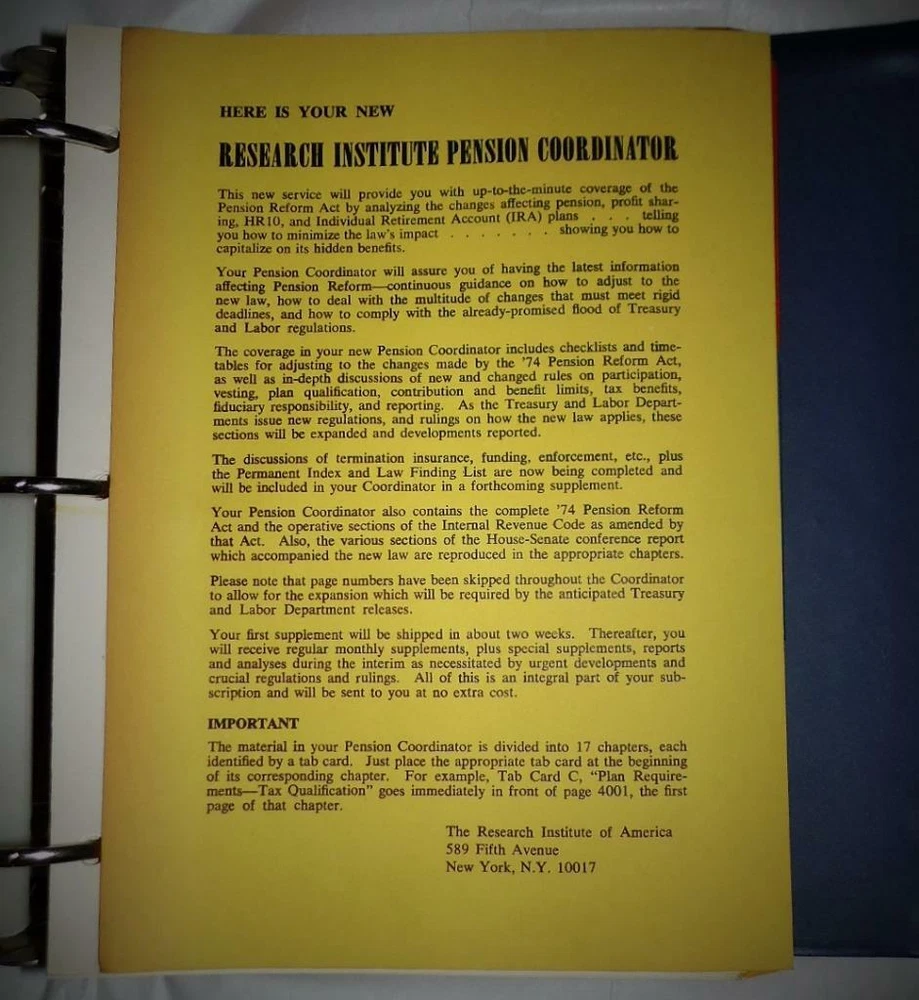 HERE IS YOUR NEW
RESEARCH INSTITUTE PENSION COORDINATOR
This new service will provide you with up-to-the-minute coverage of the
Pension Reform Act by analyzing the changes affecting pension, profit shar-
ing, HR10, and Individual Retirement Account (IRA) plans . . . telling
you how to minimize the law's impact . . . . . . . showing you how to
capitalize on its hidden benefits.
Your Pension Coordinator will assure you of having the latest information
affecting Pension Reform—continuous guidance on how to adjust to the
new law, how to deal with the multitude of changes that must meet rigid
deadlines, and how to comply with the already-promised flood of Treasury
and Labor regulations.
The coverage in your new Pension Coordinator includes checklists and time-
tables for adjusting to the changes made by the '74 Pension Reform Act,
as well as in-depth discussions of new and changed rules on participation,
vesting, plan qualification, contribution and benefit limits, tax benefits,
fiduciary responsibility, and reporting. As the Treasury and Labor Depart-
ments issue new regulations, and rulings on how the new law applies, these
sections will be expanded and developments reported.
The discussions of termination insurance, funding, enforcement, etc., plus
the Permanent Index and Law Finding List are now being completed and
will be included in your Coordinator in a forthcoming supplement.
Your Pension Coordinator also contains the complete '74 Pension Reform
Act and the operative sections of the Internal Revenue Code as amended by
that Act. Also, the various sections of the House-Senate conference report
which accompanied the new law are reproduced in the appropriate chapters.
Please note that page numbers have been skipped throughout the Coordinator
to allow for the expansion which will be required by the anticipated Treasury
and Labor Department releases.
Your first supplement will be shipped in about two weeks. Thereafter, you
will receive regular monthly supplements, plus special supplements, reports
and analyses during the interim as necessitated by urgent developments and
crucial regulations and rulings. All of this is an integral part of your sub-
scription and will be sent to you at no extra cost.
IMPORTANT
The material in your Pension Coordinator is divided into 17 chapters, each
identified by a tab card. Just place the appropriate tab card at the beginning
of its corresponding chapter. For example, Tab Card C, "Plan Require-
ments—Tax Qualification" goes immediately in front of page 4001, the first
page of that chapter.
The Research Institute of America
589 Fifth Avenue
New York, N.Y. 10017